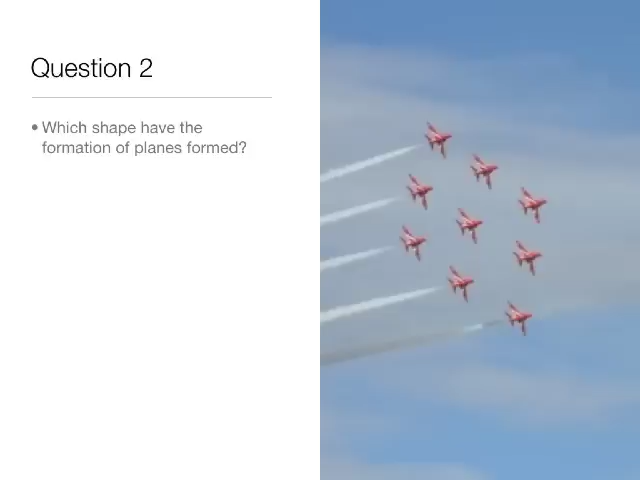 Question 2
• Which shape have the
formation of planes formed?